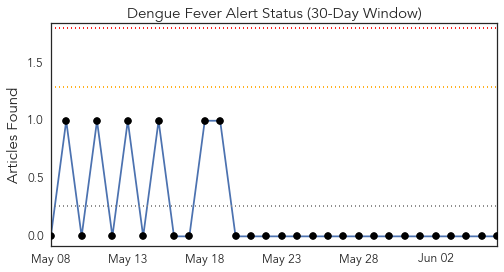 Dengue Fever Alert Status (30-Day Window)
Articles Found
1.5
1.0
0.5
0.0
May 08
May 13
May 18
May 23
May 28
Jun 02